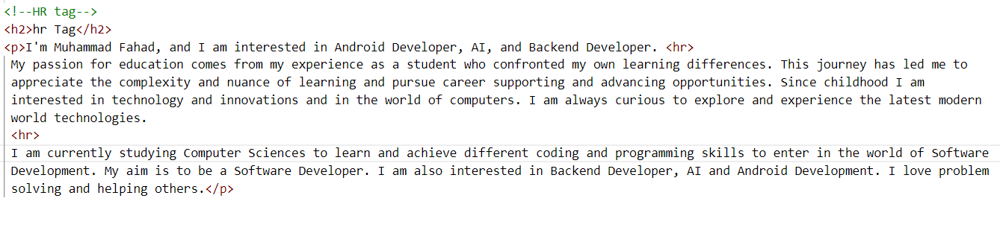 <!--HR tag-->
<h2>hr Tag</h2>
<p>I'm Muhammad Fahad, and I am interested in Android Developer, AI, and Backend Developer. <hr>
My passion for education comes from my experience as a student who confronted my own learning differences. This journey has led me to
appreciate the complexity and nuance of learning and pursue career supporting and advancing opportunities. Since childhood I am
interested in technology and innovations and in the world of computers. I am always curious to explore and experience the latest modern
world technologies.
<hr>
I am currently studying Computer Sciences to learn and achieve different coding and programming skills to enter in the world of Software
Development. My aim is to be a Software Developer. I am also interested in Backend Developer, AI and Android Development. I love problem
solving and helping others.</p>